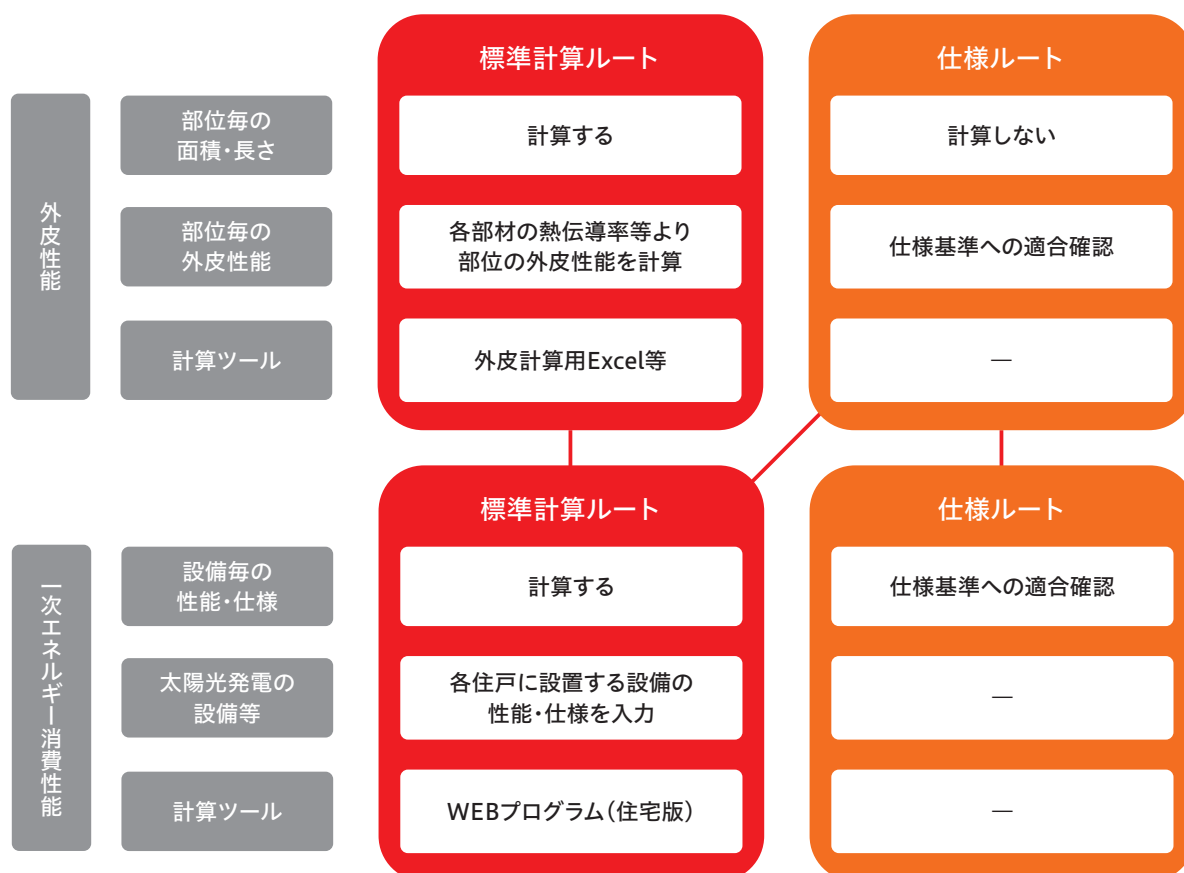 標準計算ルート
仕様ルート
外皮性能
部位毎の
面積・長さ
計算する
計算しない
部位毎の
外皮性能
各部材の熱伝導率等より
部位の外皮性能を計算
仕様基準への適合確認
計算ツール
外皮計算用Excel等
―
標準計算ルート
仕様ルート
一次エネルギー消費性能
設備毎の
性能・仕様
計算する
仕様基準への適合確認
太陽光発電の
設備等
各住戸に設置する設備の
性能・仕様を入力
―
計算ツール
WEBプログラム（住宅版）
―